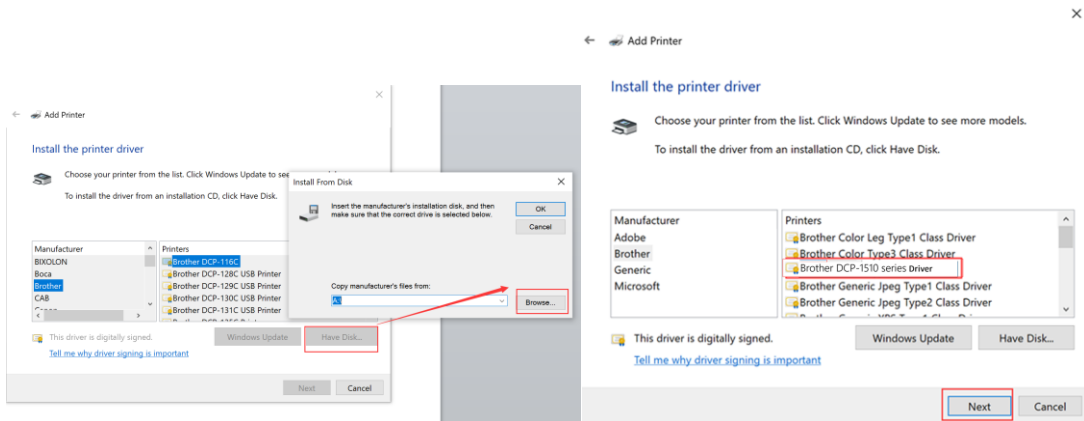 Add Printer
Install the printer driver
Choose your printer from the list. Click Windows Update to see
To install the driver from an installation CD, click Have Disk.
Manufacturer
BIXOLON
Boca
Brother
CAB
Printers
Brother DCP-116C
Brother DCP-128C USB Printer
Brother DCP-129C USB Printer
Brother DCP-130C USB Printer
Brother DCP-131C USB Printer
This driver is digitally signed.
Tell me why driver signing is important
Windows Update
Have Disk...
Next
Cancel
Install From Disk
Insert the manufacturer's installation disk, and then
make sure that the correct drive is selected below.
OK
Cancel
Copy manufacturer's files from:
A:\
Browse...
Add Printer
Install the printer driver
Choose your printer from the list. Click Windows Update to see more models.
To install the driver from an installation CD, click Have Disk.
Manufacturer
Adobe
Brother
Generic
Microsoft
Printers
Brother Color Leg Type1 Class Driver
Brother Color Type3 Class Driver
Brother DCP-1510 series Driver
Brother Generic Jpeg Type1 Class Driver
Brother Generic Jpeg Type2 Class Driver
This driver is digitally signed.
Tell me why driver signing is important
Windows Update
Have Disk...
Next
Cancel